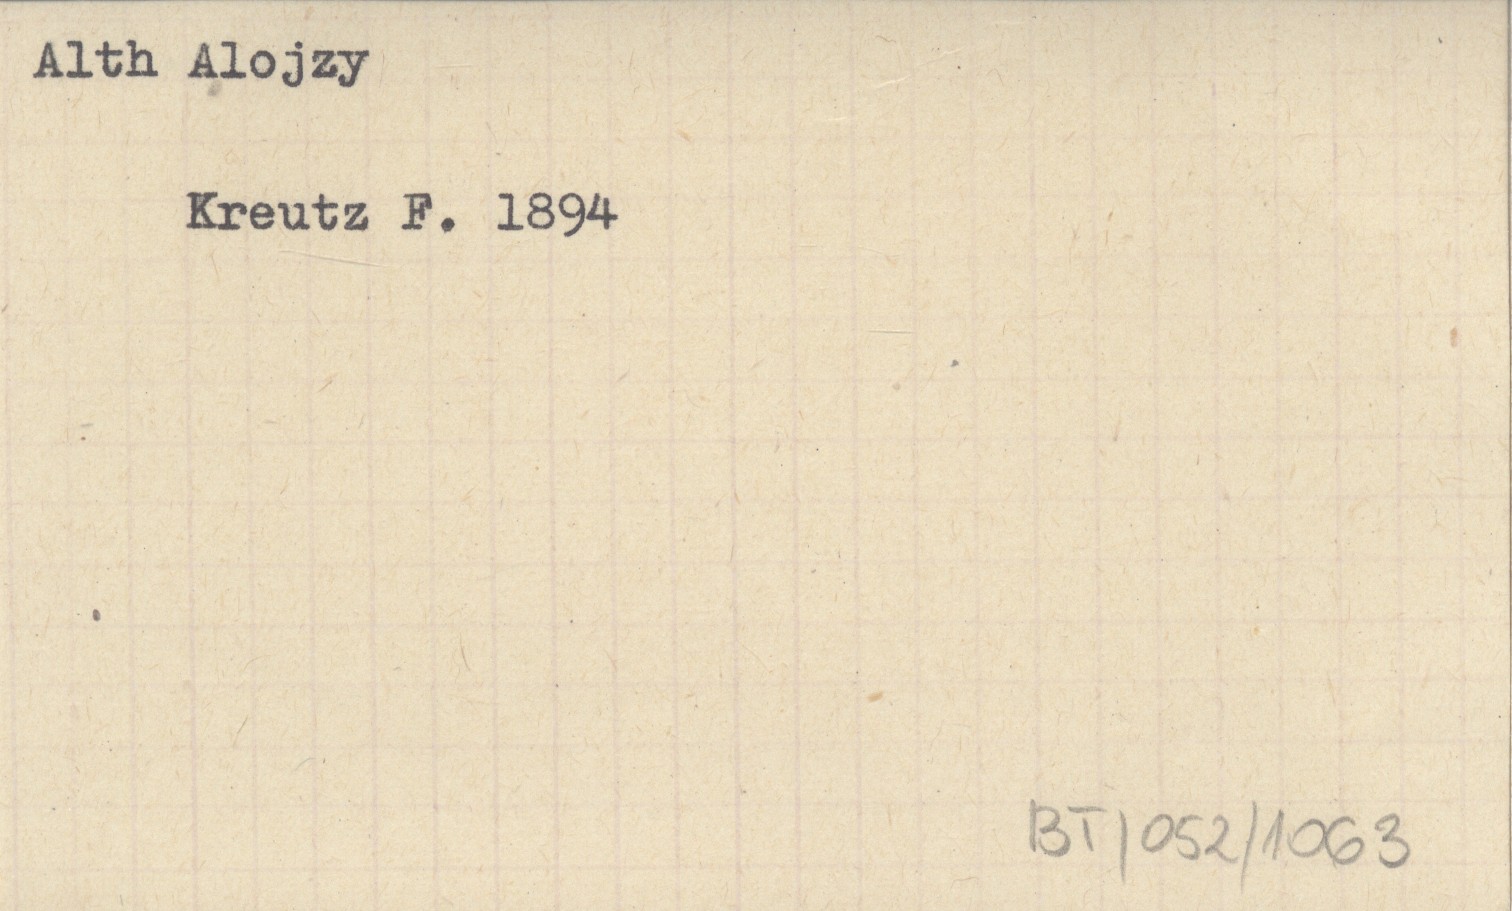 Alth Alojzy
Kreutz F. 1894
BT/052/1063